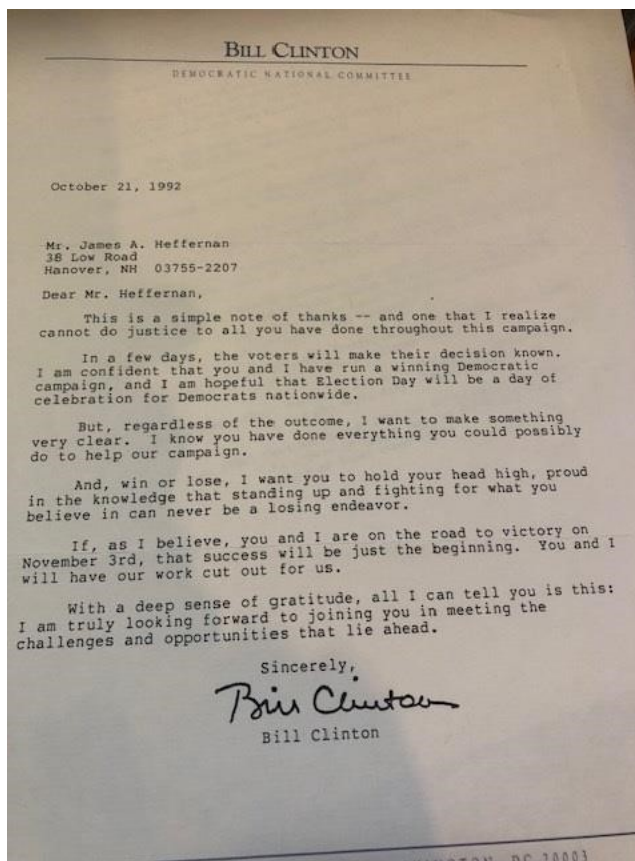 BILL CLINTON
DEMOCRATIC NATIONAL COMMITTEE
October 21, 1992
Mr. James A. Heffernan
38 Low Road
Hanover, NH 03755-2207
Dear Mr. Heffernan,
This is a simple note of thanks -- and one that I realize
cannot do justice to all you have done throughout this campaign.
In a few days, the voters will make their decision known.
I am confident that you and I have run a winning Democratic
campaign, and I am hopeful that Election Day will be a day of
celebration for Democrats nationwide.
But, regardless of the outcome, I want to make something
very clear. I know you have done everything you could possibly
do to help our campaign.
And, win or lose, I want you to hold your head high, proud
in the knowledge that standing up and fighting for what you
believe in can never be a losing endeavor.
If, as I believe, you and I are on the road to victory on
November 3rd, that success will be just the beginning. You and I
will have our work cut out for us.
With a deep sense of gratitude, all I can tell you is this:
I am truly looking forward to joining you in meeting the
challenges and opportunities that lie ahead.
Sincerely,
Bill Clinton
Bill Clinton
DC 20003